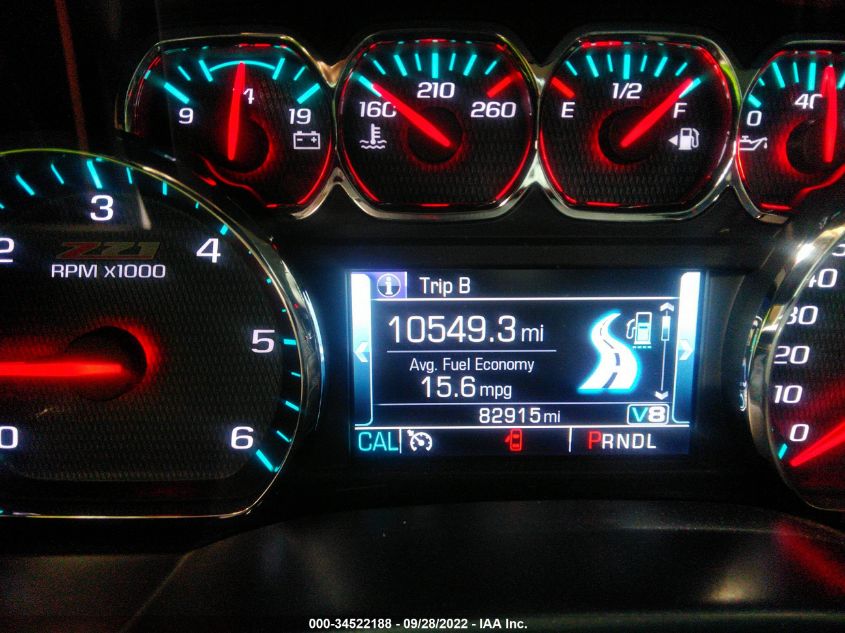 9 14 19
160 210 260
E 1/2 F
0 40
2 3 4 5 6
Z71
RPM x1000
0
Trip B
10549.3 mi
Avg. Fuel Economy
15.6 mpg
82915 mi V8
CAL PRNDL
40
30
20
10
0
000-34522188 - 09/28/2022 - IAA Inc.